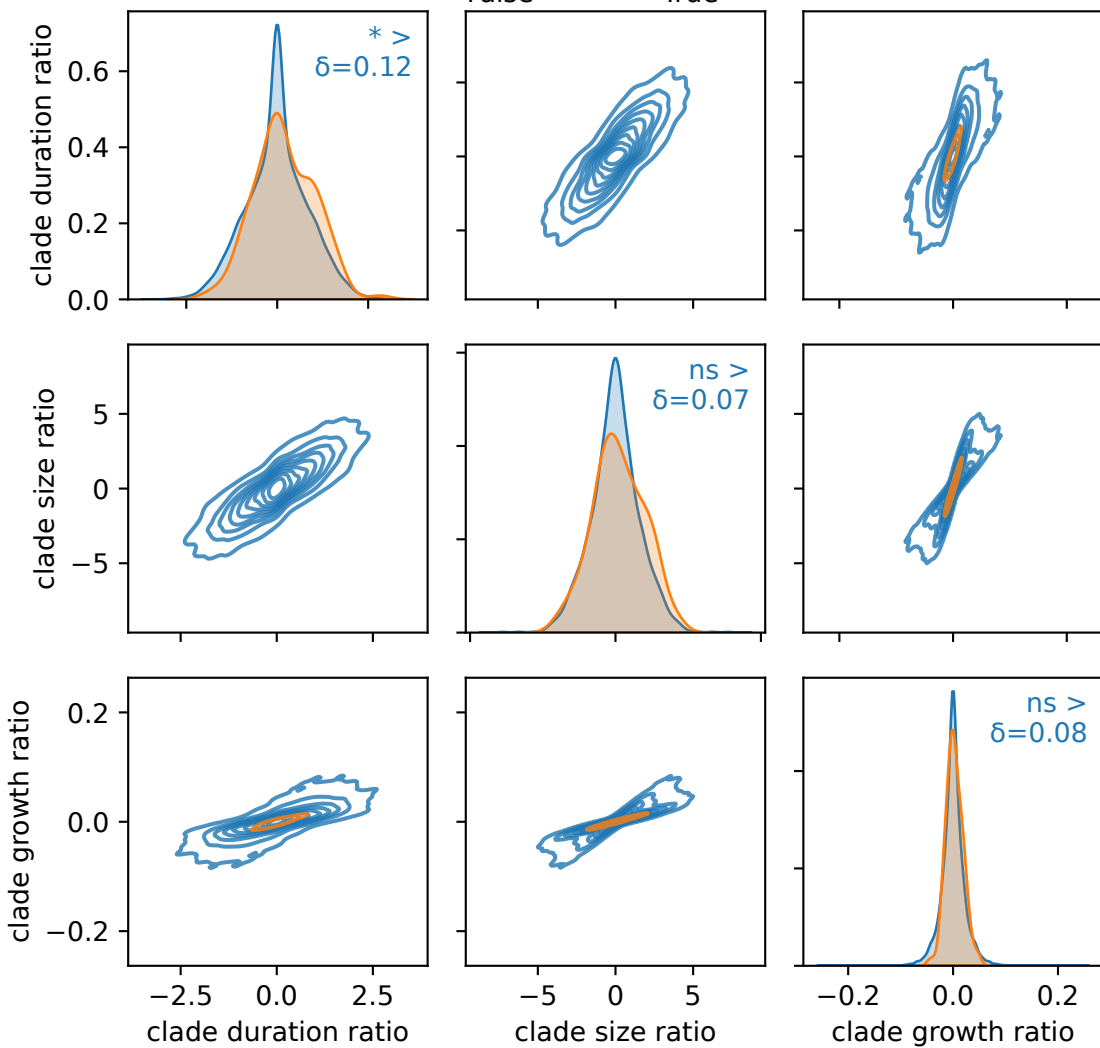 clade duration ratio
0.6
0.4
0.2
0.0
* >
δ=0.12
clade size ratio
5
0
−5
ns >
δ=0.07
clade growth ratio
0.2
0.0
−0.2
ns >
δ=0.08
−2.5 0.0 2.5
−5 0 5
−0.2 0.0 0.2
clade duration ratio
clade size ratio
clade growth ratio